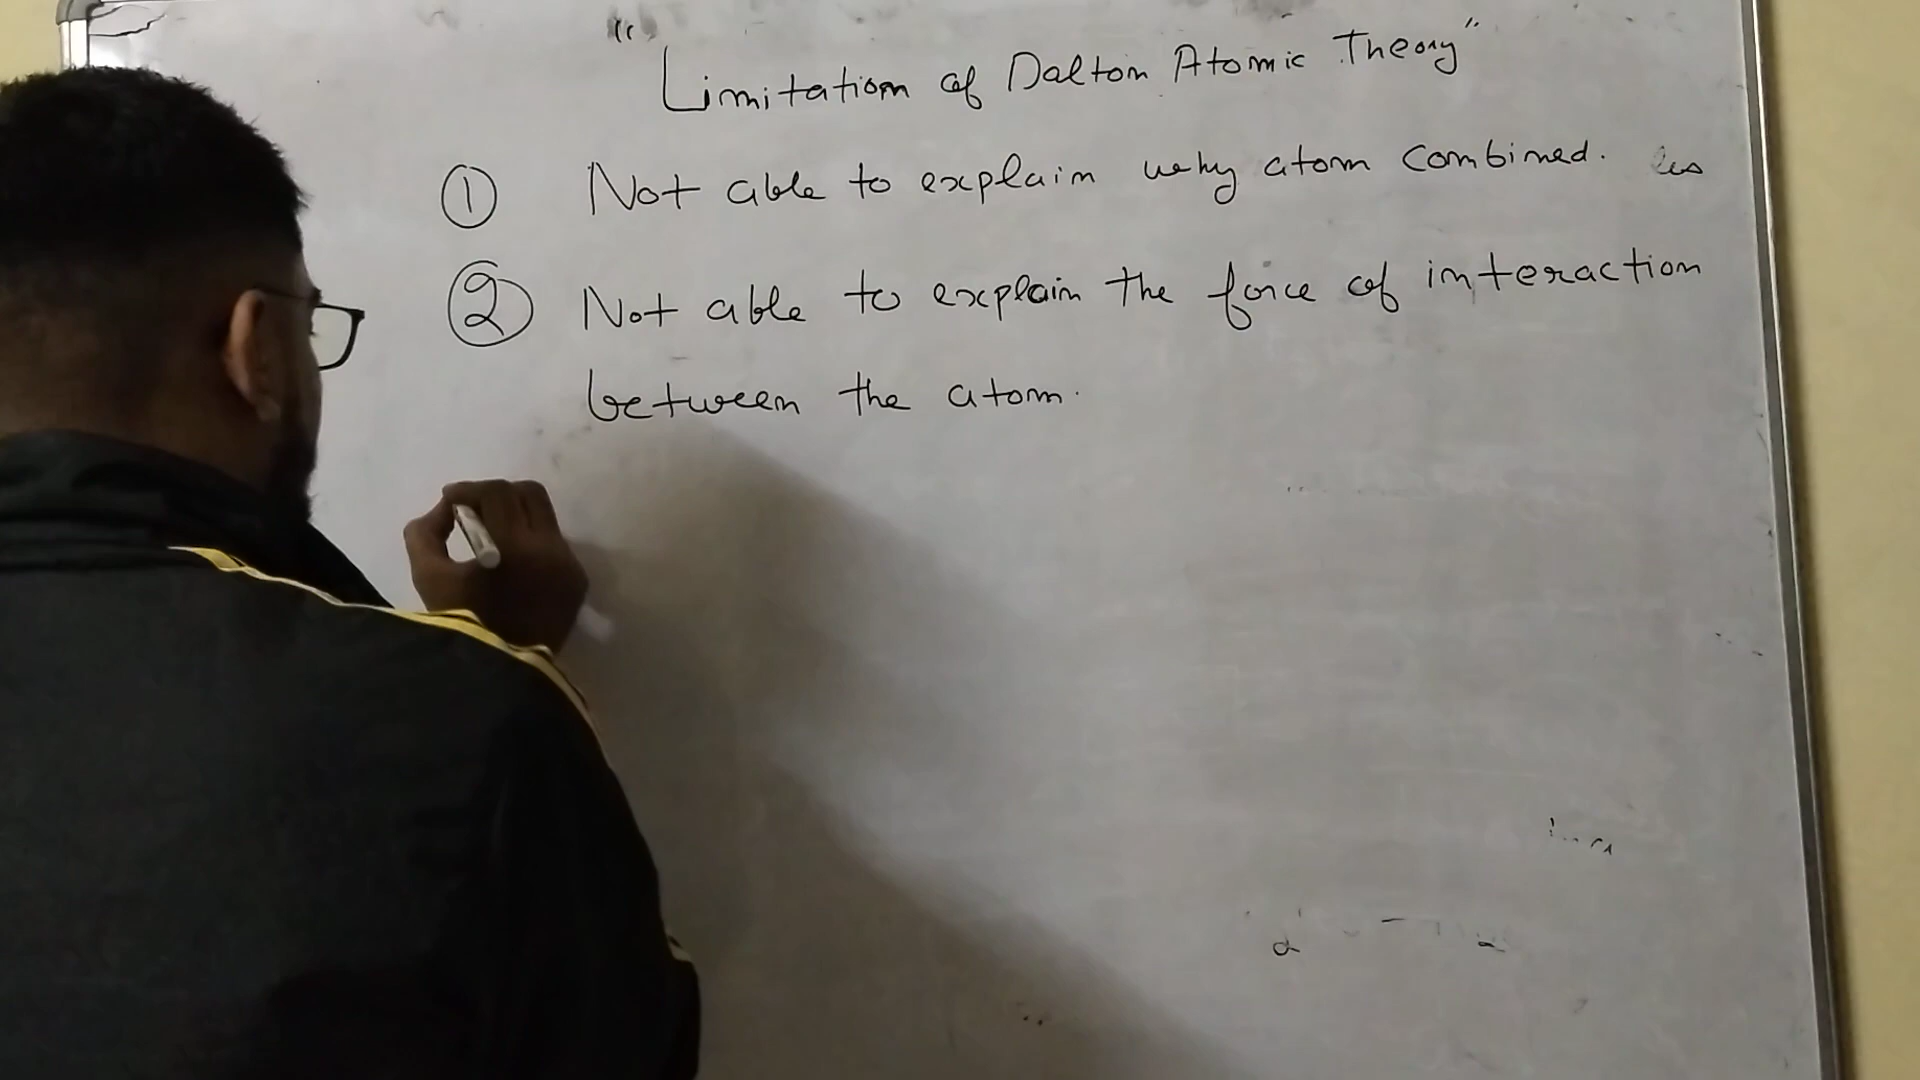 "Limitation of Dalton Atomic Theory"
① Not able to explain why atom combined.
② Not able to explain the force of interaction
between the atom.